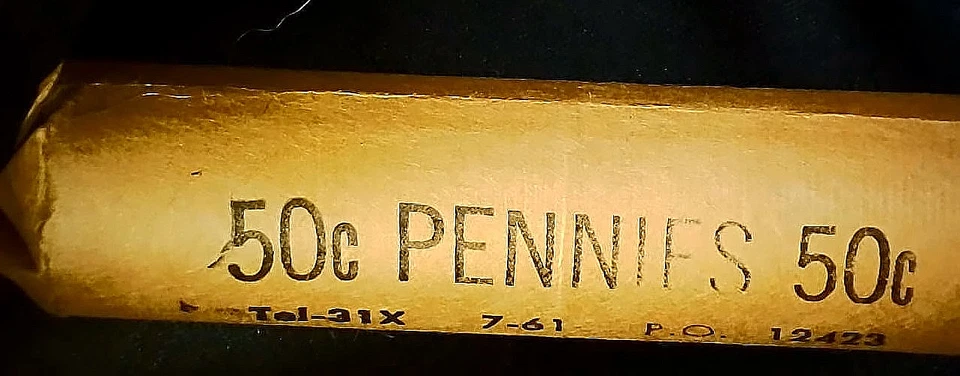 50c PENNIES 50c
Tel-31X 7-61 P.O. 12423